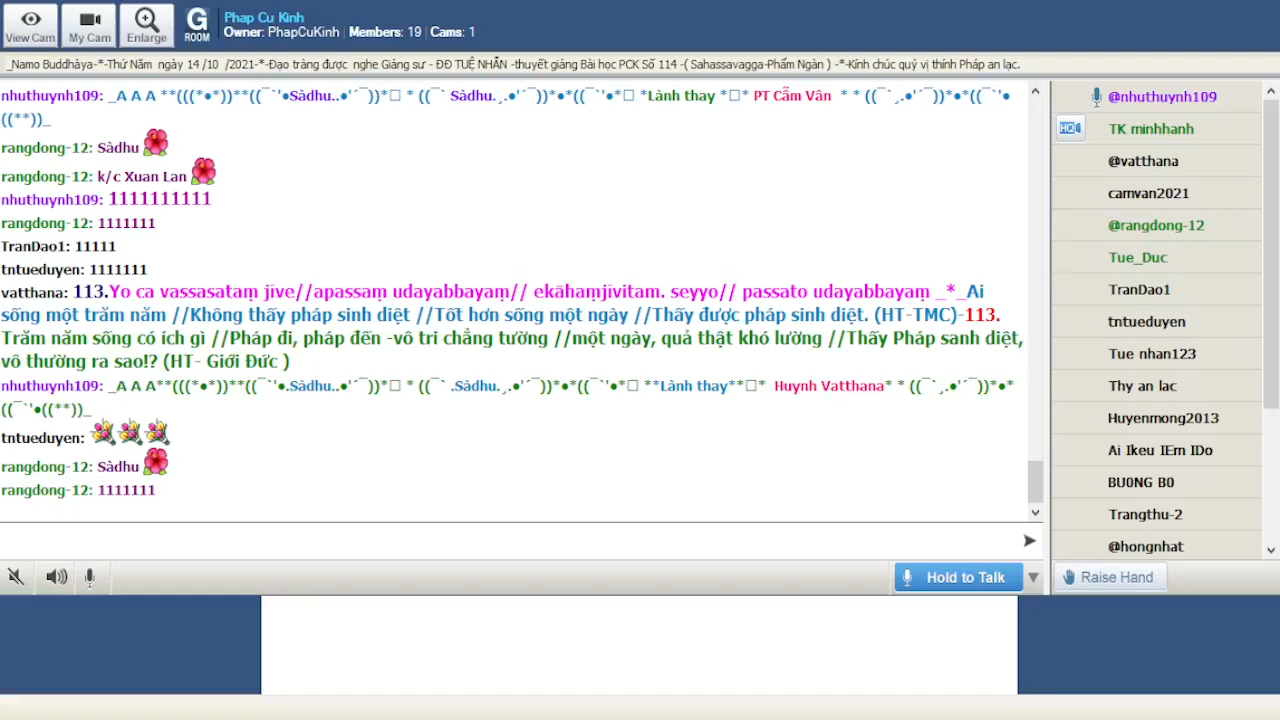 View Cam
My Cam
Enlarge
G
ROOM
Phap Cu Kinh
Owner: PhapCuKinh | Members: 19 | Cams: 1
_Namo Buddhàya-*-Thứ Năm ngày 14 /10 /2021-*-Đạo tràng được nghe Giảng sư - ĐĐ TUỆ NHẪN -thuyết giảng Bài học PCK Số 114 -( Sahassavagga-Phẩm Ngàn ) -*-Kính chúc quý vị thính Pháp an lạc.
nhuthuynh109: _A A A **(((*•*))**((¯`'•Sàdhu..•'´¯))*□ * ((¯` Sàdhu.¸.•'´¯))*•*((¯`'•*□ *Lành thay *□* PT Cẩm Vân * * ((¯`¸.•'´¯))*•*((¯`'•
((**))_
rangdong-12: Sàdhu
rangdong-12: k/c Xuan Lan
nhuthuynh109: 1111111111
rangdong-12: 1111111
TranDao1: 11111
tntueduyen: 1111111
vatthana: 113.Yo ca vassasataṃ jīve//apassaṃ udayabbayaṃ// ekāhaṃjīvitam. seyyo// passato udayabbayaṃ _*_Ai
sống một trăm năm //Không thấy pháp sinh diệt //Tốt hơn sống một ngày //Thấy được pháp sinh diệt. (HT-TMC)-113.
Trăm năm sống có ích gì //Pháp đi, pháp đến -vô tri chẳng tường //một ngày, quả thật khó lường //Thấy Pháp sanh diệt,
vô thường ra sao!? (HT- Giới Đức )
nhuthuynh109: _A A A**(((*•*))**((¯`'•.Sàdhu..•'´¯))*□ * ((¯` .Sàdhu.¸.•'´¯))*•*((¯`'•*□ **Lành thay**□* Huynh Vatthana* * ((¯`¸.•'´¯))*•*
((¯`'•((**))_
tntueduyen:
rangdong-12: Sàdhu
rangdong-12: 1111111
Hold to Talk
@nhuthuynh109
HD
TK minhhanh
@vatthana
camvan2021
@rangdong-12
Tue_Duc
TranDao1
tntueduyen
Tue nhan123
Thy an lac
Huyenmong2013
Ai Ikeu IEm IDo
BU0NG B0
Trangthu-2
@hongnhat
Raise Hand